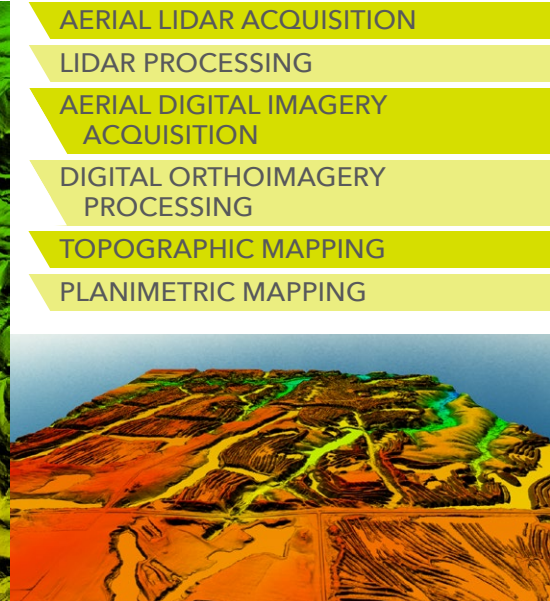 AERIAL LIDAR ACQUISITION
LIDAR PROCESSING
AERIAL DIGITAL IMAGERY
ACQUISITION
DIGITAL ORTHOIMAGERY
PROCESSING
TOPOGRAPHIC MAPPING
PLANIMETRIC MAPPING